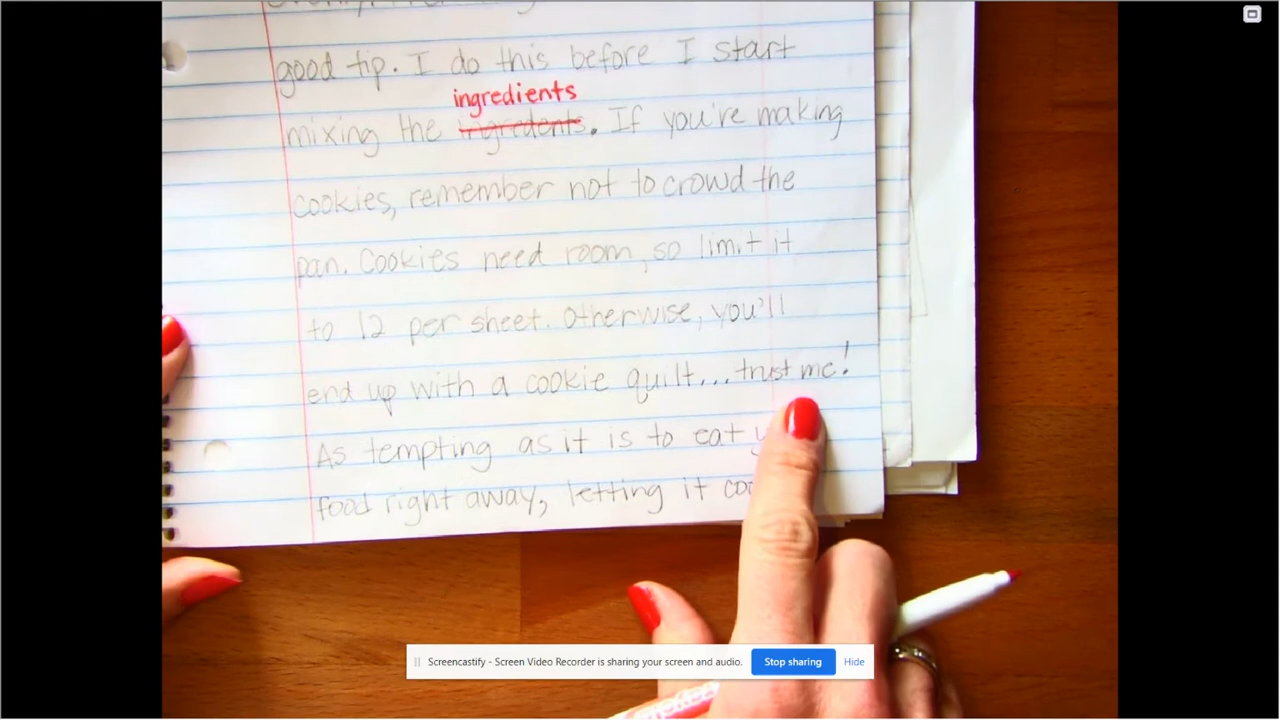 good tip. I do this before I start
ingredients
mixing the ingredents. If you're making
cookies, remember not to crowd the
pan. Cookies need room, so limit it
to 12 per sheet. Otherwise, you'll
end up with a cookie quilt...trust me!
As tempting as it is to eat
food right away, letting it
Screencastify - Screen Video Recorder is sharing your screen and audio. Stop sharing Hide